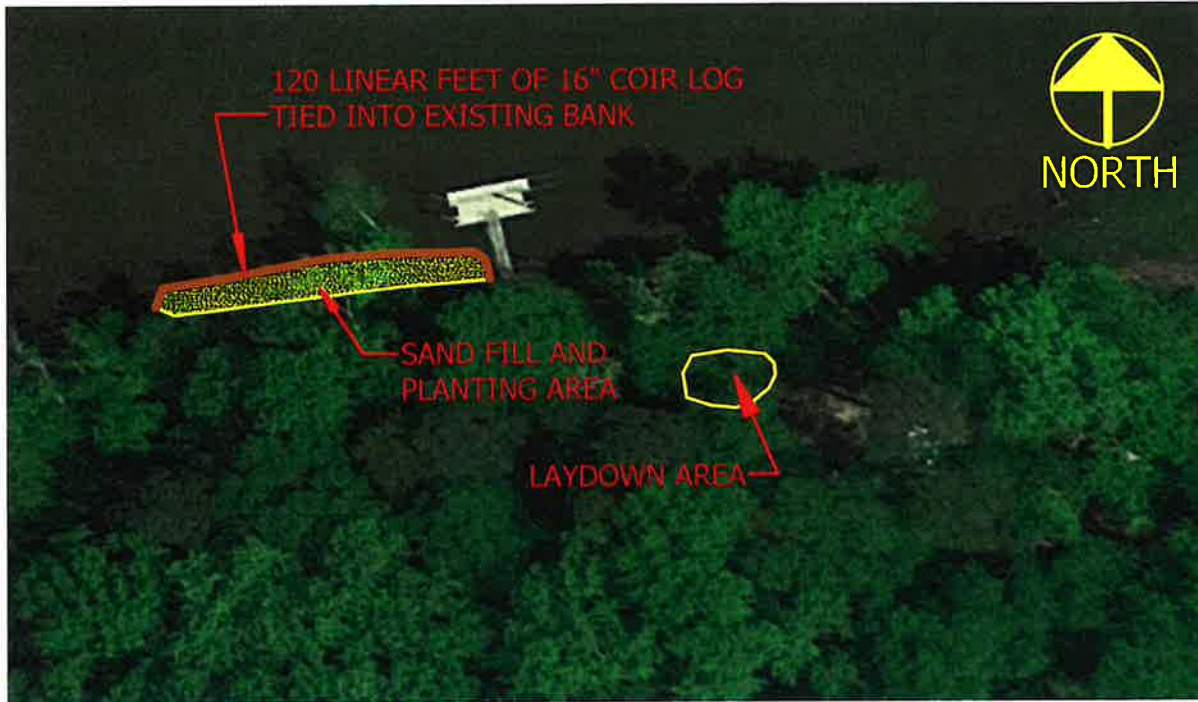 120 LINEAR FEET OF 16" COIR LOG
TIED INTO EXISTING BANK
NORTH
SAND FILL AND
PLANTING AREA
LAYDOWN AREA